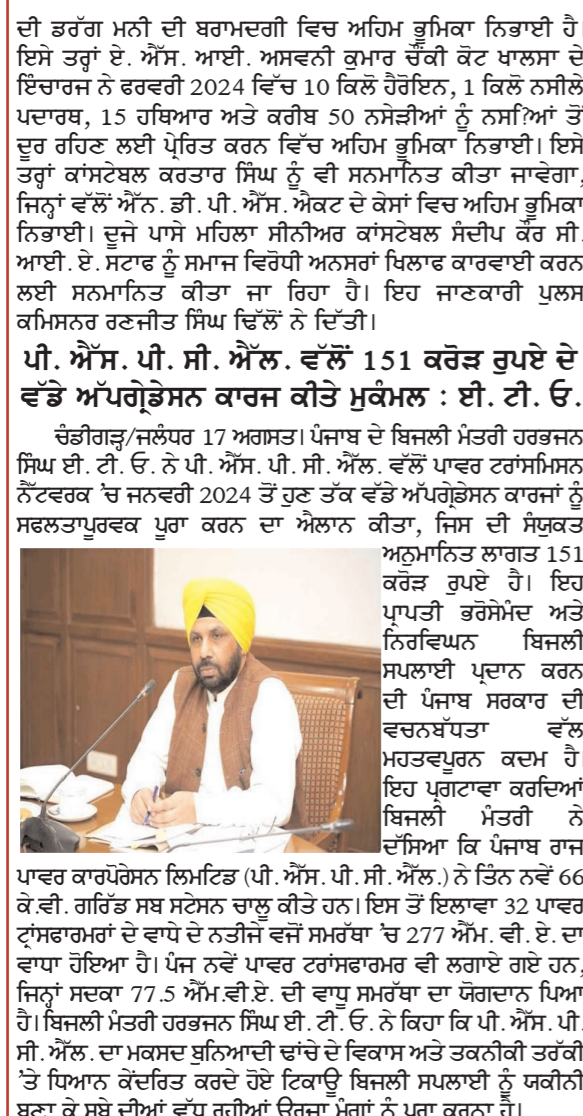 ਦੀ ਡਰੱਗ ਮਨੀ ਦੀ ਬਰਾਮਦਗੀ ਵਿਚ ਅਹਿਮ ਭੂਮਿਕਾ ਨਿਭਾਈ ਹੈ।
ਇਸੇ ਤਰ੍ਹਾਂ ਏ. ਐੱਸ. ਆਈ. ਅਸਵਨੀ ਕੁਮਾਰ ਚੌਂਕੀ ਕੋਟ ਖਾਲਸਾ ਦੇ
ਇੰਚਾਰਜ ਨੇ ਫਰਵਰੀ 2024 ਵਿੱਚ 10 ਕਿਲੋ ਹੈਰੋਇਨ, 1 ਕਿਲੋ ਨਸੀਲੇ
ਪਦਾਰਥ, 15 ਹਥਿਆਰ ਅਤੇ ਕਰੀਬ 50 ਨਸੇੜੀਆਂ ਨੂੰ ਨਸ਼ਿ?ਆਂ ਤੋਂ
ਦੂਰ ਰਹਿਣ ਲਈ ਪ੍ਰੇਰਿਤ ਕਰਨ ਵਿੱਚ ਅਹਿਮ ਭੂਮਿਕਾ ਨਿਭਾਈ। ਇਸੇ
ਤਰ੍ਹਾਂ ਕਾਂਸਟੇਬਲ ਕਰਤਾਰ ਸਿੰਘ ਨੂੰ ਵੀ ਸਨਮਾਨਿਤ ਕੀਤਾ ਜਾਵੇਗਾ,
ਜਿਨ੍ਹਾਂ ਵੱਲੋਂ ਐੱਨ. ਡੀ. ਪੀ. ਐੱਸ. ਐਕਟ ਦੇ ਕੇਸਾਂ ਵਿਚ ਅਹਿਮ ਭੂਮਿਕਾ
ਨਿਭਾਈ। ਦੂਜੇ ਪਾਸੇ ਮਹਿਲਾ ਸੀਨੀਅਰ ਕਾਂਸਟੇਬਲ ਸੰਦੀਪ ਕੌਰ ਸੀ.
ਆਈ. ਏ. ਸਟਾਫ ਨੂੰ ਸਮਾਜ ਵਿਰੋਧੀ ਅਨਸਰਾਂ ਖਿਲਾਫ ਕਾਰਵਾਈ ਕਰਨ
ਲਈ ਸਨਮਾਨਿਤ ਕੀਤਾ ਜਾ ਰਿਹਾ ਹੈ। ਇਹ ਜਾਣਕਾਰੀ ਪੁਲਸ
ਕਮਿਸਨਰ ਰਣਜੀਤ ਸਿੰਘ ਢਿੱਲੋਂ ਨੇ ਦਿੱਤੀ।
ਪੀ. ਐੱਸ. ਪੀ. ਸੀ. ਐੱਲ. ਵੱਲੋਂ 151 ਕਰੋੜ ਰੁਪਏ ਦੇ
ਵੱਡੇ ਅੱਪਗ੍ਰੇਡੇਸਨ ਕਾਰਜ ਕੀਤੇ ਮੁਕੰਮਲ : ਈ. ਟੀ. ਓ.
ਚੰਡੀਗੜ੍ਹ/ਜਲੰਧਰ 17 ਅਗਸਤ। ਪੰਜਾਬ ਦੇ ਬਿਜਲੀ ਮੰਤਰੀ ਹਰਭਜਨ
ਸਿੰਘ ਈ. ਟੀ. ਓ. ਨੇ ਪੀ. ਐੱਸ. ਪੀ. ਸੀ. ਐੱਲ. ਵੱਲੋਂ ਪਾਵਰ ਟਰਾਂਸਮਿਸਨ
ਨੈੱਟਵਰਕ 'ਚ ਜਨਵਰੀ 2024 ਤੋਂ ਹੁਣ ਤੱਕ ਵੱਡੇ ਅੱਪਗ੍ਰੇਡੇਸਨ ਕਾਰਜਾਂ ਨੂੰ
ਸਫਲਤਾਪੂਰਵਕ ਪੂਰਾ ਕਰਨ ਦਾ ਐਲਾਨ ਕੀਤਾ, ਜਿਸ ਦੀ ਸੰਯੁਕਤ
ਅਨੁਮਾਨਿਤ ਲਾਗਤ 151
ਕਰੋੜ ਰੁਪਏ ਹੈ। ਇਹ
ਪ੍ਰਾਪਤੀ ਭਰੋਸੇਮੰਦ ਅਤੇ
ਨਿਰਵਿਘਨ ਬਿਜਲੀ
ਸਪਲਾਈ ਪ੍ਰਦਾਨ ਕਰਨ
ਦੀ ਪੰਜਾਬ ਸਰਕਾਰ ਦੀ
ਵਚਨਬੱਧਤਾ ਵੱਲ
ਮਹਤਵਪੂਰਨ ਕਦਮ ਹੈ।
ਇਹ ਪ੍ਰਗਟਾਵਾ ਕਰਦਿਆਂ
ਬਿਜਲੀ ਮੰਤਰੀ ਨੇ
ਦੱਸਿਆ ਕਿ ਪੰਜਾਬ ਰਾਜ
ਪਾਵਰ ਕਾਰਪੋਰੇਸਨ ਲਿਮਟਿਡ (ਪੀ. ਐੱਸ. ਪੀ. ਸੀ. ਐੱਲ.) ਨੇ ਤਿੰਨ ਨਵੇਂ 66
ਕੇ.ਵੀ. ਗਰਿੱਡ ਸਬ ਸਟੇਸਨ ਚਾਲੂ ਕੀਤੇ ਹਨ। ਇਸ ਤੋਂ ਇਲਾਵਾ 32 ਪਾਵਰ
ਟ੍ਰਾਂਸਫਾਰਮਰਾਂ ਦੇ ਵਾਧੇ ਦੇ ਨਤੀਜੇ ਵਜੋਂ ਸਮਰੱਥਾ 'ਚ 277 ਐੱਮ. ਵੀ. ਏ. ਦਾ
ਵਾਧਾ ਹੋਇਆ ਹੈ। ਪੰਜ ਨਵੇਂ ਪਾਵਰ ਟਰਾਂਸਫਾਰਮਰ ਵੀ ਲਗਾਏ ਗਏ ਹਨ,
ਜਿਨ੍ਹਾਂ ਸਦਕਾ 77.5 ਐੱਮ.ਵੀ.ਏ. ਦੀ ਵਾਧੂ ਸਮਰੱਥਾ ਦਾ ਯੋਗਦਾਨ ਪਿਆ
ਹੈ। ਬਿਜਲੀ ਮੰਤਰੀ ਹਰਭਜਨ ਸਿੰਘ ਈ. ਟੀ. ਓ. ਨੇ ਕਿਹਾ ਕਿ ਪੀ. ਐੱਸ. ਪੀ.
ਸੀ. ਐੱਲ. ਦਾ ਮਕਸਦ ਬੁਨਿਆਦੀ ਢਾਂਚੇ ਦੇ ਵਿਕਾਸ ਅਤੇ ਤਕਨੀਕੀ ਤਰੱਕੀ
'ਤੇ ਧਿਆਨ ਕੇਂਦਰਿਤ ਕਰਦੇ ਹੋਏ ਟਿਕਾਊ ਬਿਜਲੀ ਸਪਲਾਈ ਨੂੰ ਯਕੀਨੀ
ਬਣਾ ਕੇ ਸੂਬੇ ਦੀਆਂ ਵੱਧ ਰਹੀਆਂ ਊਰਜਾ ਮੰਗਾਂ ਨੂੰ ਪੂਰਾ ਕਰਨਾ ਹੈ।